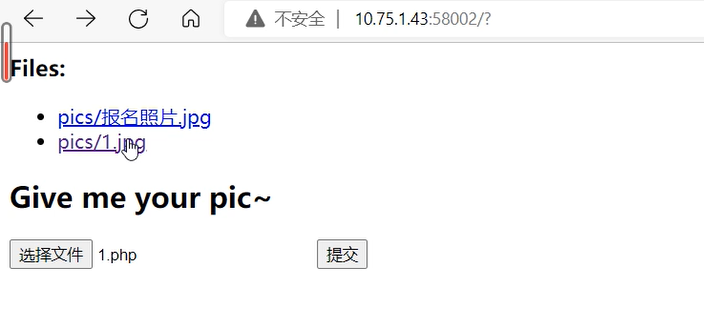 不安全 | 10.75.1.43:58002/?
Files:
pics/报名照片.jpg
pics/1.jpg
Give me your pic~
选择文件 1.php 提交